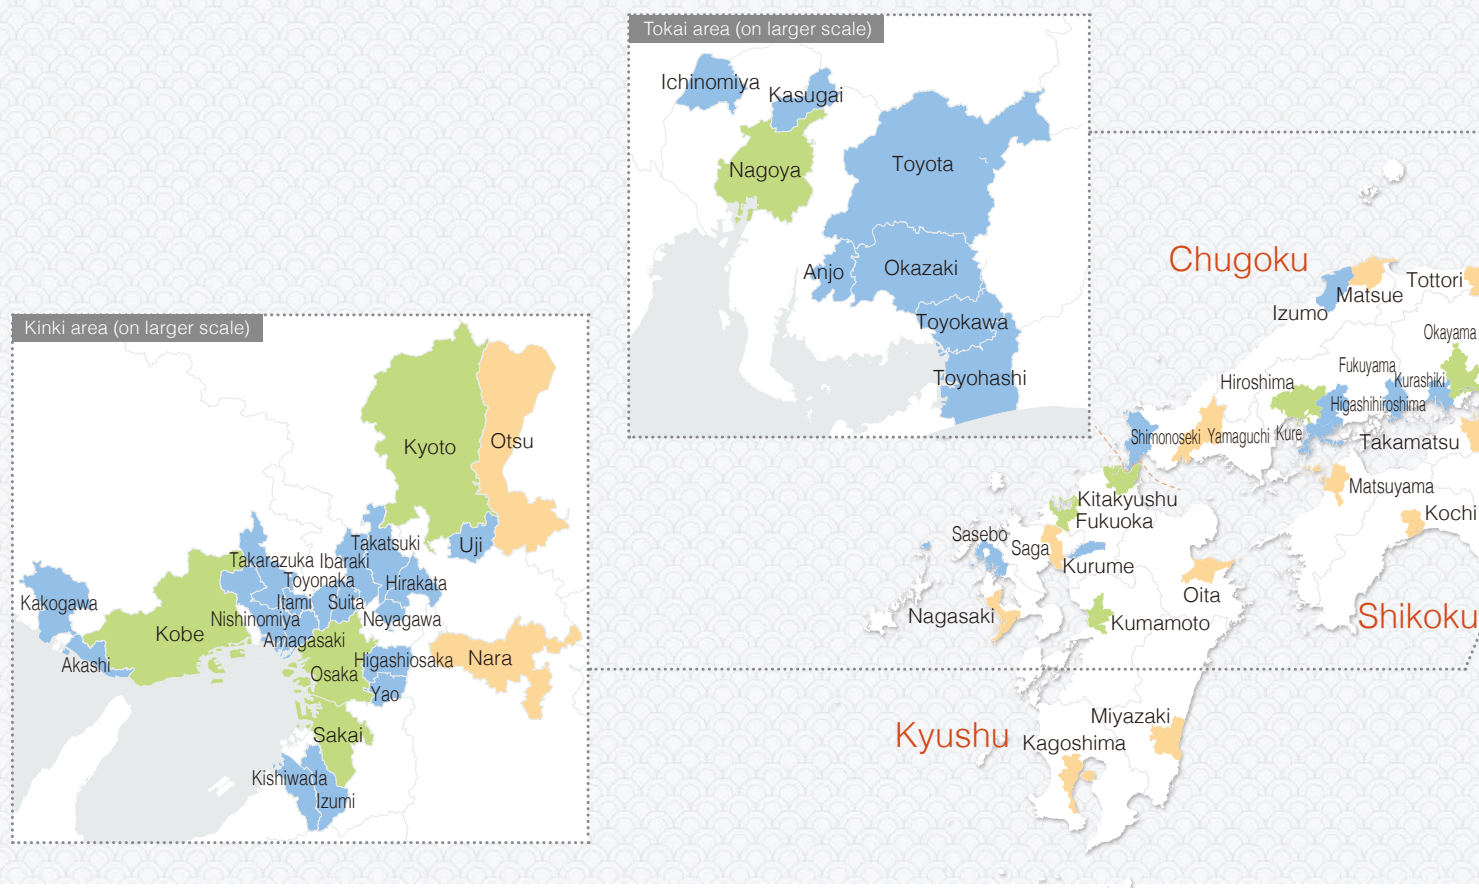 Tokai area (on larger scale)
Ichinomiya
Kasugai
Nagoya
Toyota
Anjo
Okazaki
Toyokawa
Toyohashi
Kinki area (on larger scale)
Kyoto
Otsu
Uji
Takatsuki
Takarazuka
Ibaraki
Toyonaka
Hirakata
Itami
Suita
Kakogawa
Nishinomiya
Neyagawa
Kobe
Amagasaki
Akashi
Osaka
Higashiosaka
Nara
Yao
Sakai
Kishiwada
Izumi
Chugoku
Matsue
Tottori
Izumo
Okayama
Fukuyama
Hiroshima
Kurashiki
Higashihiroshima
Shimonoseki
Yamaguchi
Kure
Takamatsu
Matsuyama
Kochi
Shikoku
Kitakyushu
Fukuoka
Sasebo
Saga
Kurume
Oita
Nagasaki
Kumamoto
Kyushu
Miyazaki
Kagoshima